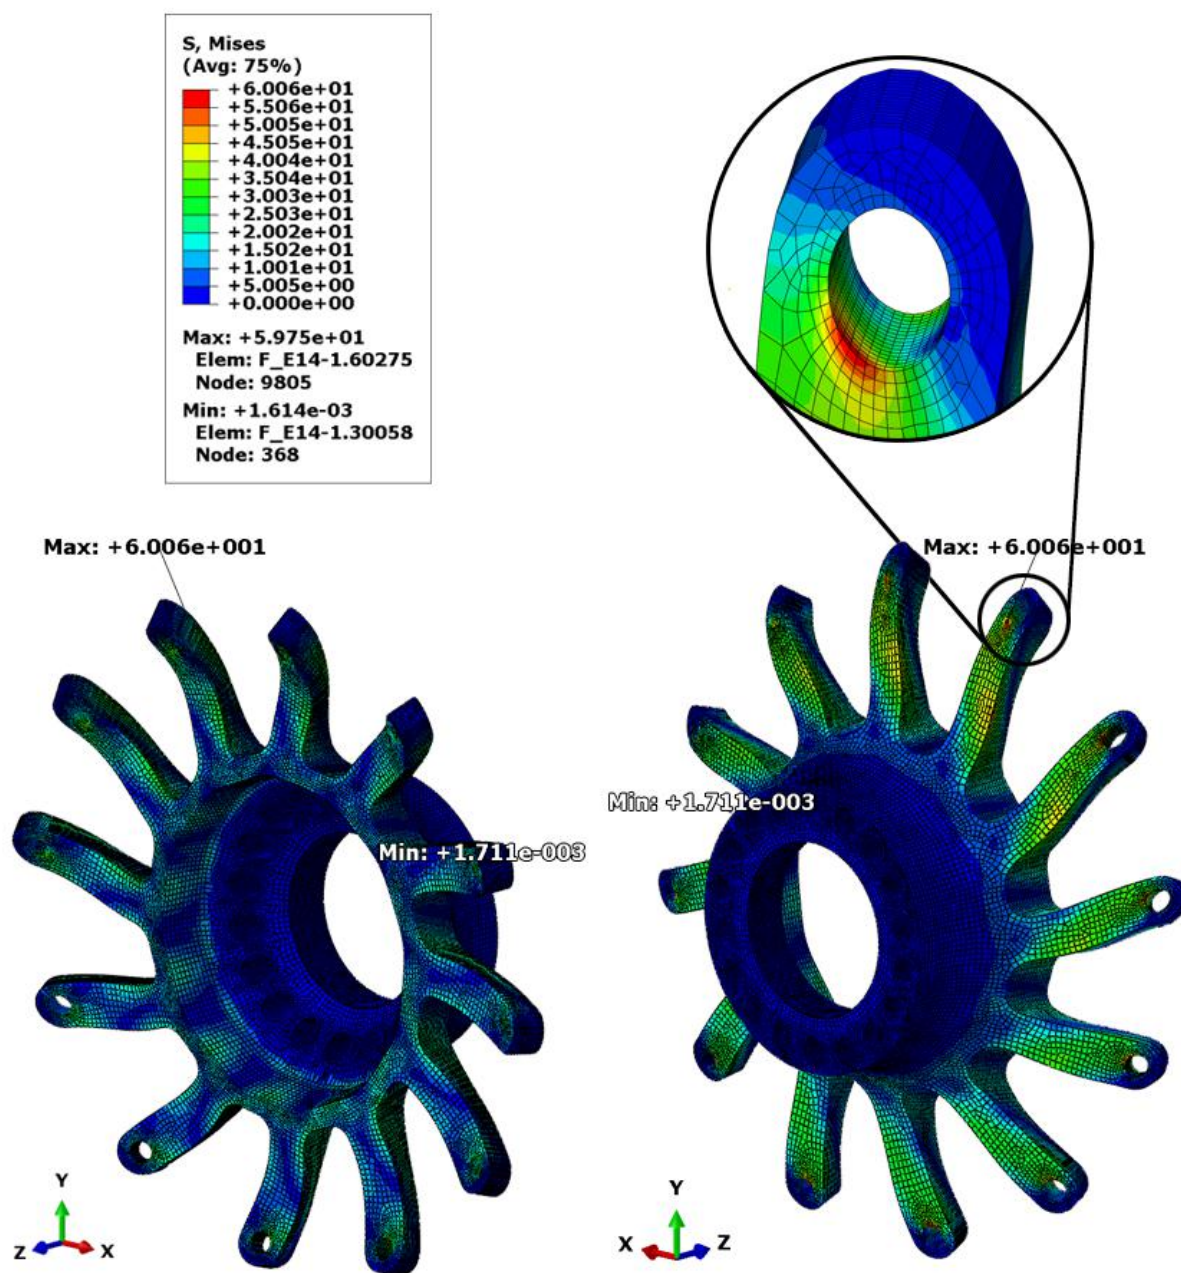 S, Mises
(Avg: 75%)
+6.006e+01
+5.506e+01
+5.005e+01
+4.505e+01
+4.004e+01
+3.504e+01
+3.003e+01
+2.503e+01
+2.002e+01
+1.502e+01
+1.001e+01
+5.005e+00
+0.000e+00
Max: +5.975e+01
Elem: F_E14-1.60275
Node: 9805
Min: +1.614e-03
Elem: F_E14-1.30058
Node: 368
Max: +6.006e+001
Max: +6.006e+001
Min: +1.711e-003
Min: +1.711e-003
Y
Z
X
Y
X
Z